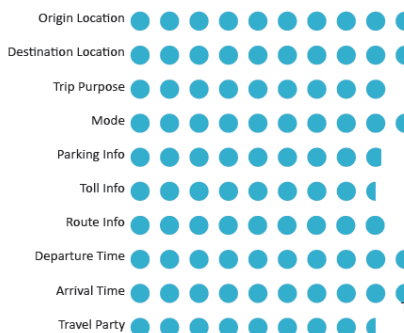 Origin Location
Destination Location
Trip Purpose
Mode
Parking Info
Toll Info
Route Info
Departure Time
Arrival Time
Travel Party